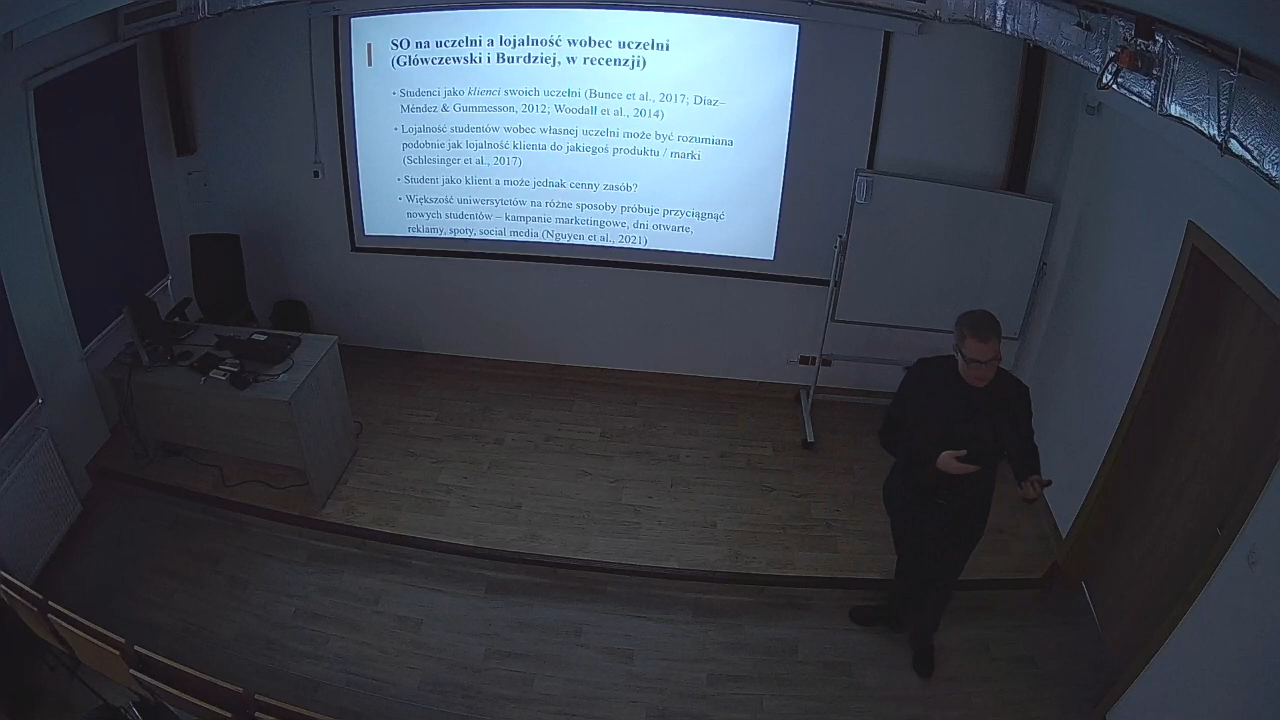 SO na uczelni a lojalność wobec uczelni
(Główczewski i Burdziej, w recenzji)
• Studenci jako klienci swoich uczelni (Bunce et al., 2017; Díaz–
Méndez & Gummesson, 2012; Woodall et al., 2014)
• Lojalność studentów wobec własnej uczelni może być rozumiana
podobnie jak lojalność klienta do jakiegoś produktu / marki
(Schlesinger et al., 2017)
• Student jako klient a może jednak cenny zasób?
• Większość uniwersytetów na różne sposoby próbuje przyciągnąć
nowych studentów – kampanie marketingowe, dni otwarte,
reklamy, spoty, social media (Nguyen et al., 2021)